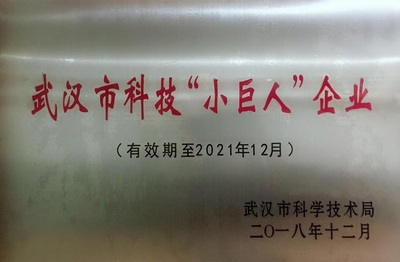 武汉市科技“小巨人”企业
（有效期至2021年12月）
武汉市科学技术局
二〇一八年十二月